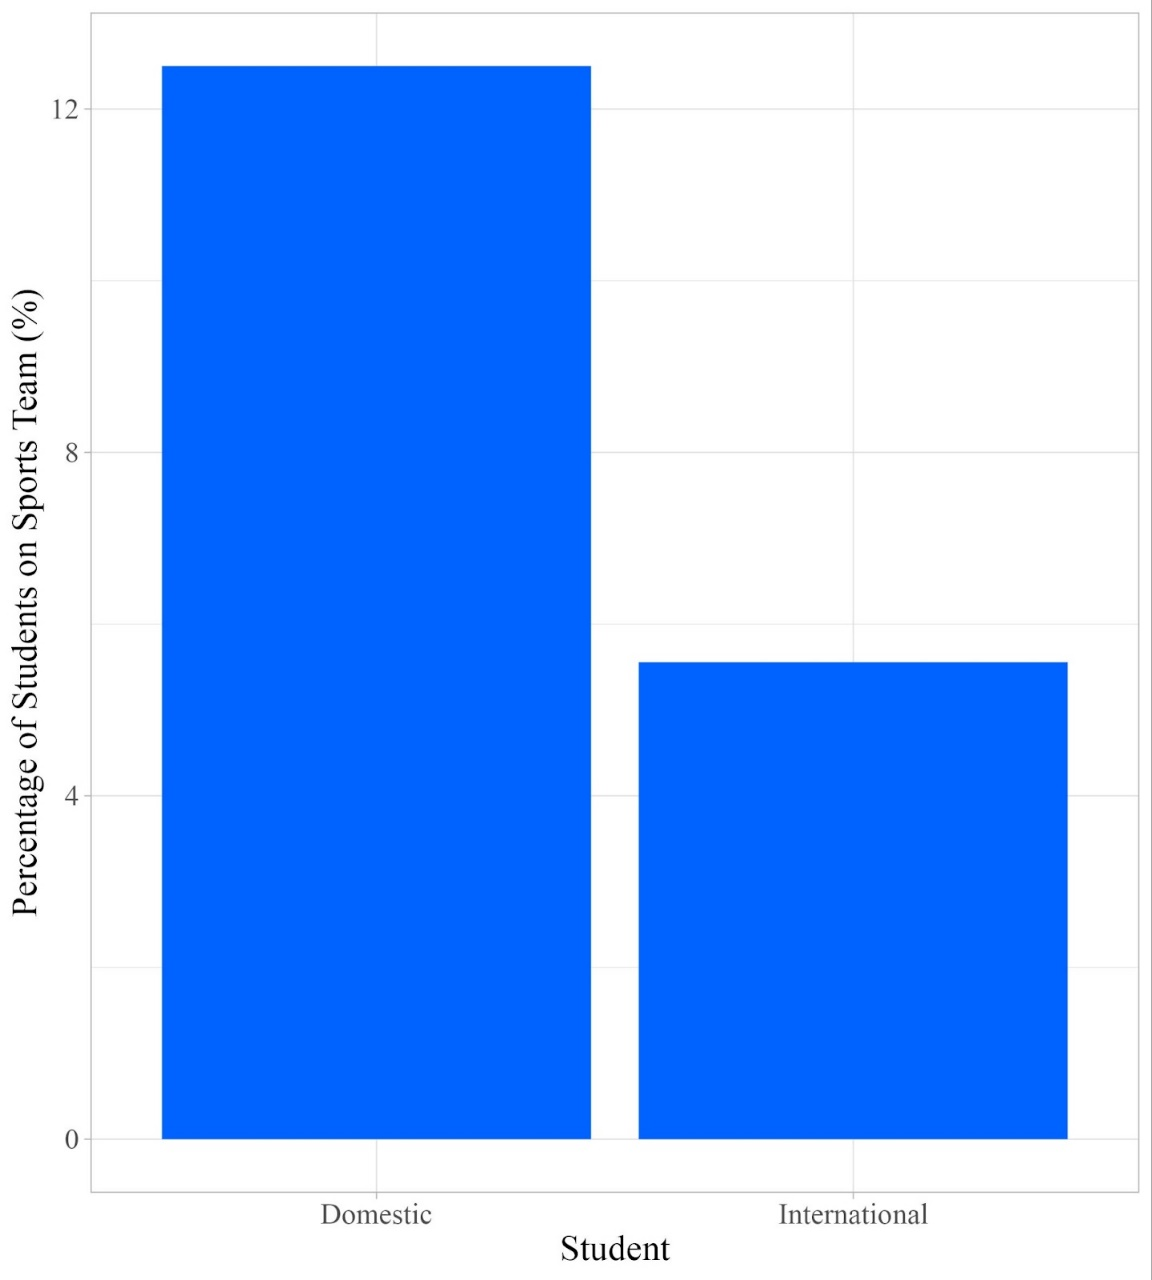 Percentage of Students on Sports Team (%)
12
8
4
0
Domestic
International
Student